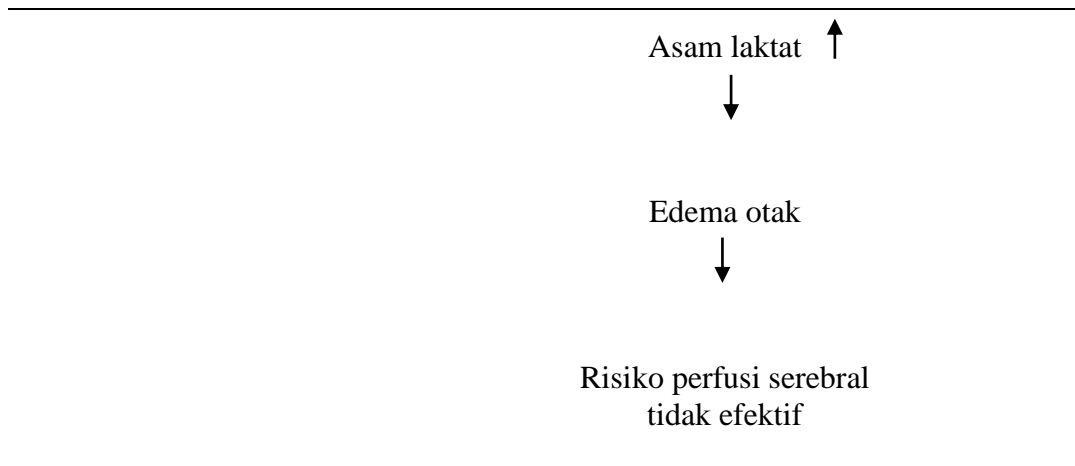 Asam laktat ↑
Edema otak
Risiko perfusi serebral
tidak efektif